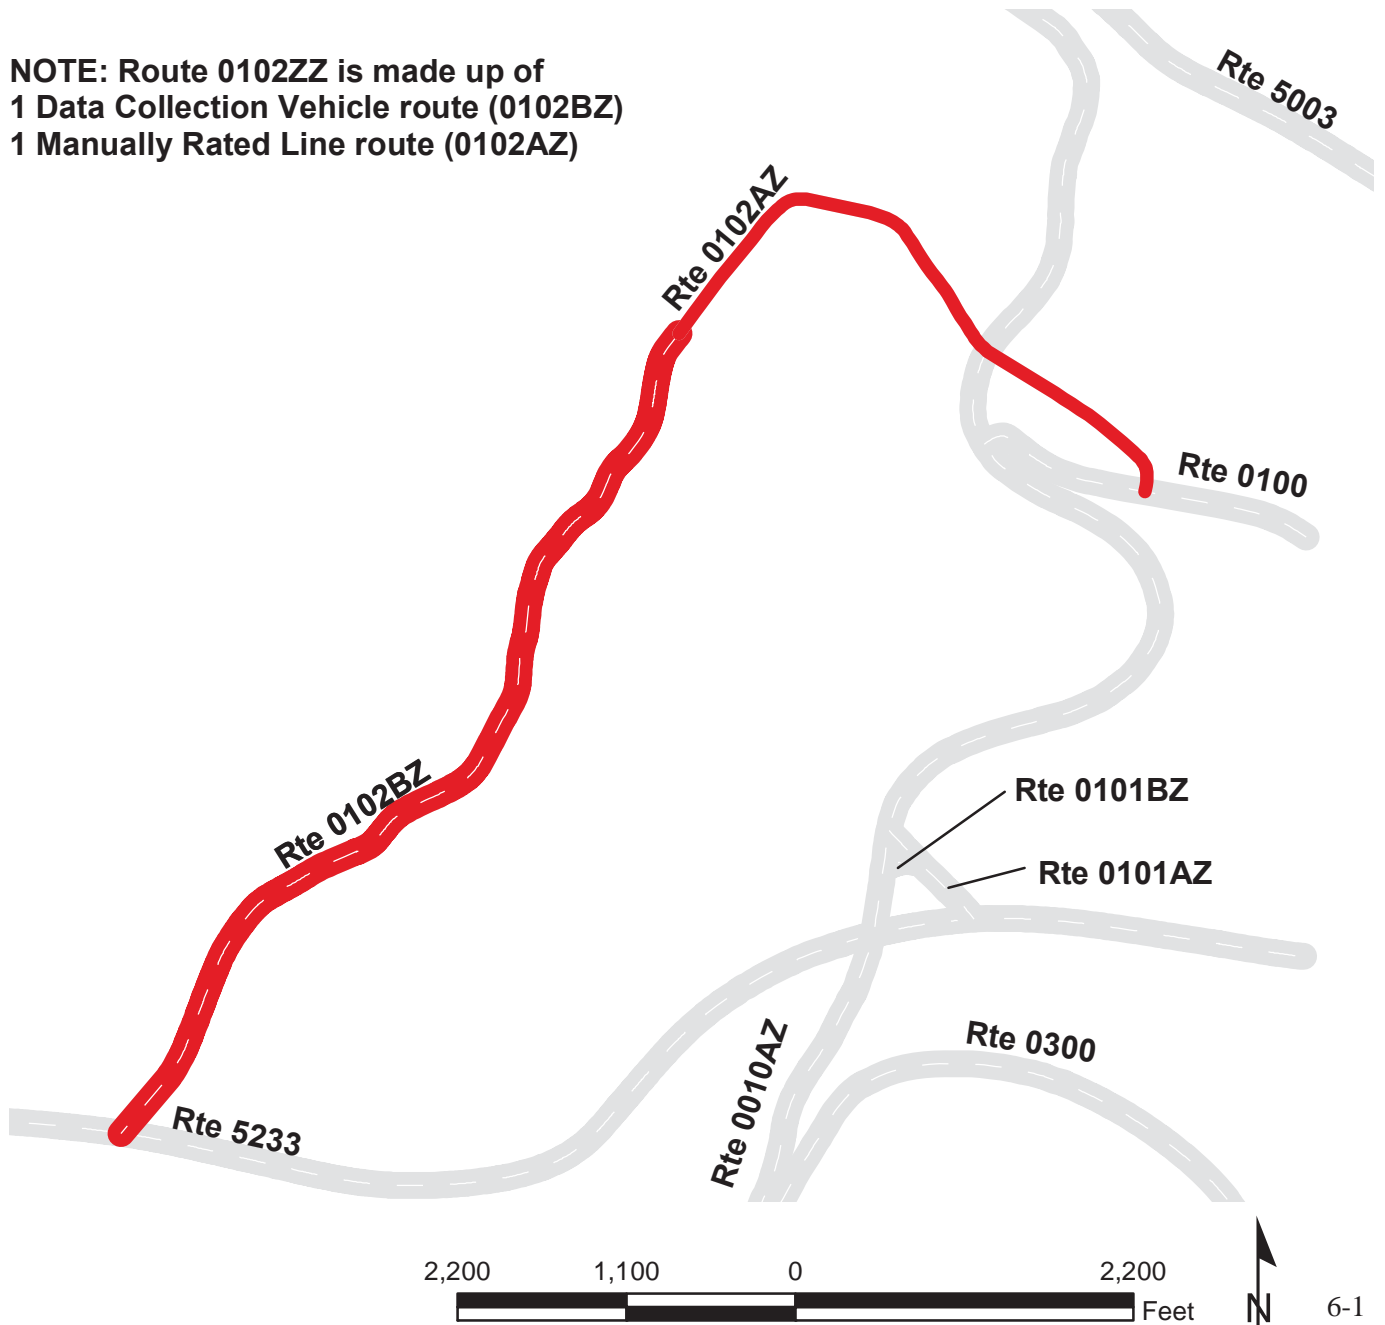 NOTE: Route 0102ZZ is made up of
1 Data Collection Vehicle route (0102BZ)
1 Manually Rated Line route (0102AZ)
Rte 5003
Rte 0102AZ
Rte 0100
Rte 0102BZ
Rte 0101BZ
Rte 0101AZ
Rte 5233
Rte 0010AZ
Rte 0300
2,200 1,100 0 2,200
Feet
N
6-1